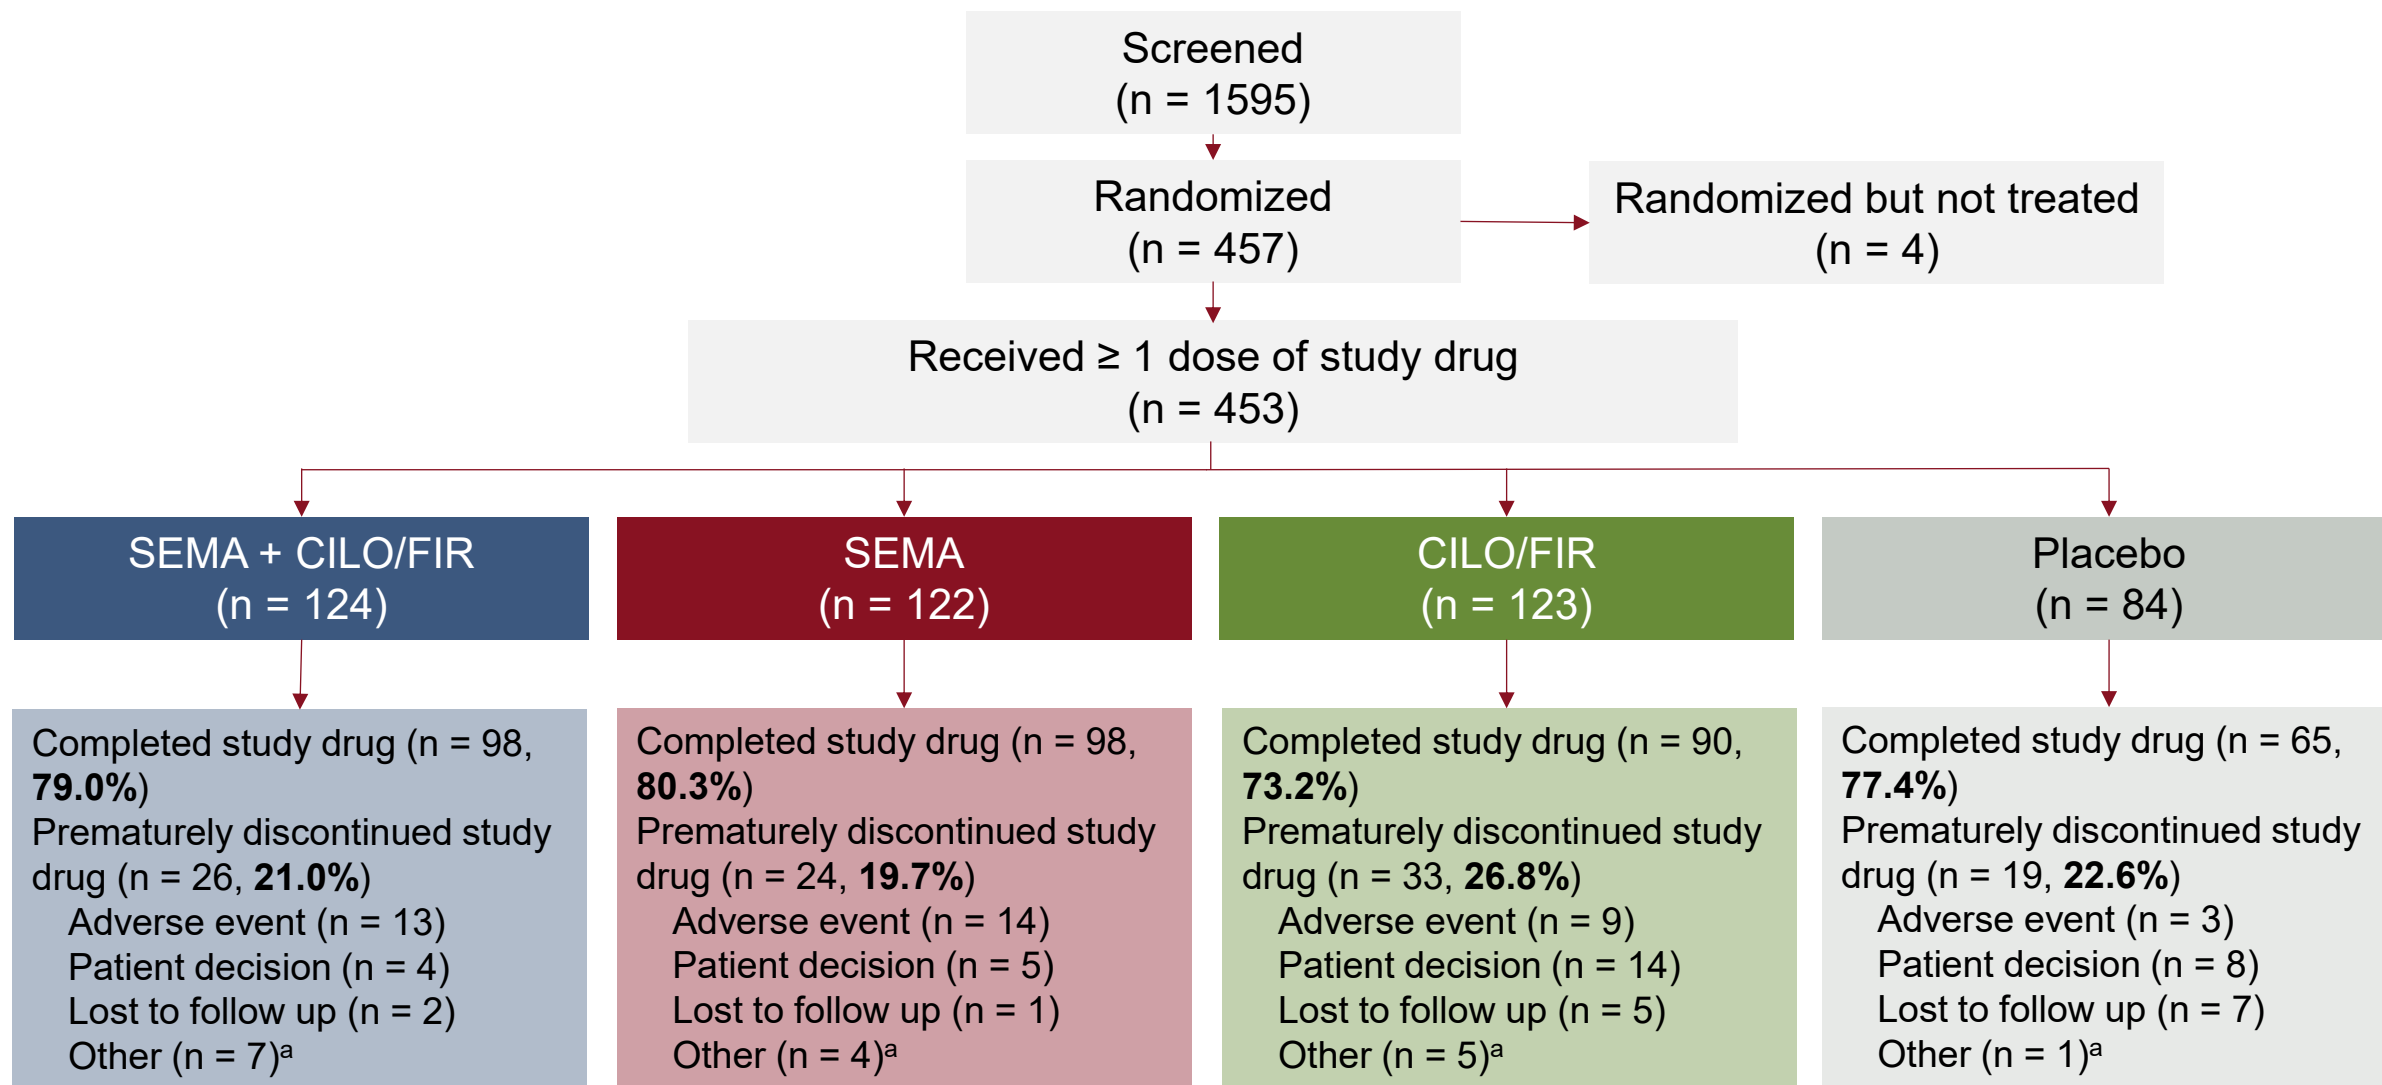 Screened
(n = 1595)
Randomized
(n = 457)
Randomized but not treated
(n = 4)
Received ≥ 1 dose of study drug
(n = 453)
SEMA + CILO/FIR
(n = 124)
SEMA
(n = 122)
CILO/FIR
(n = 123)
Placebo
(n = 84)
Completed study drug (n = 98,
79.0%)
Prematurely discontinued study
drug (n = 26, 21.0%)
Adverse event (n = 13)
Patient decision (n = 4)
Lost to follow up (n = 2)
Other (n = 7)ª
Completed study drug (n = 98,
80.3%)
Prematurely discontinued study
drug (n = 24, 19.7%)
Adverse event (n = 14)
Patient decision (n = 5)
Lost to follow up (n = 1)
Other (n = 4)ª
Completed study drug (n = 90,
73.2%)
Prematurely discontinued study
drug (n = 33, 26.8%)
Adverse event (n = 9)
Patient decision (n = 14)
Lost to follow up (n = 5)
Other (n = 5)ª
Completed study drug (n = 65,
77.4%)
Prematurely discontinued study
drug (n = 19, 22.6%)
Adverse event (n = 3)
Patient decision (n = 8)
Lost to follow up (n = 7)
Other (n = 1)ª